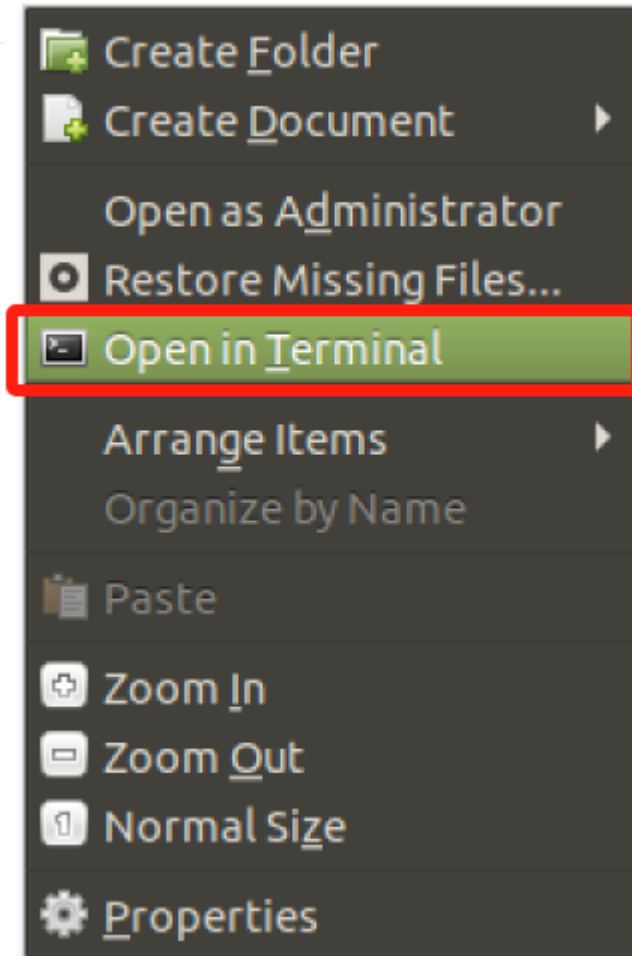 Create Folder
Create Document
Open as Administrator
Restore Missing Files...
Open in Terminal
Arrange Items
Organize by Name
Paste
Zoom In
Zoom Out
Normal Size
Properties